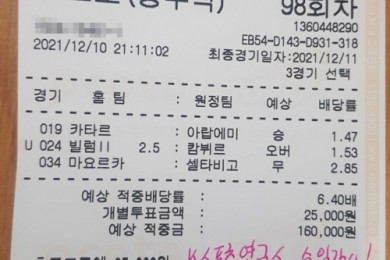 98회차
1360448290
EB54-D143-D931-318
2021/12/10 21:11:02
최종경기일자:2021/12/11
3경기 선택
경기 홈 팀 : 원정팀 예상 배당률
019 카타르 : 아랍에미 승 1.47
U 024 빌럼II 2.5 : 캄뷔르 오버 1.53
034 마요르카 : 셀타비고 무 2.85
예상 적중배당률 : 6.40배
개별투표금액 : 25,000원
예상 적중금 : 160,000원